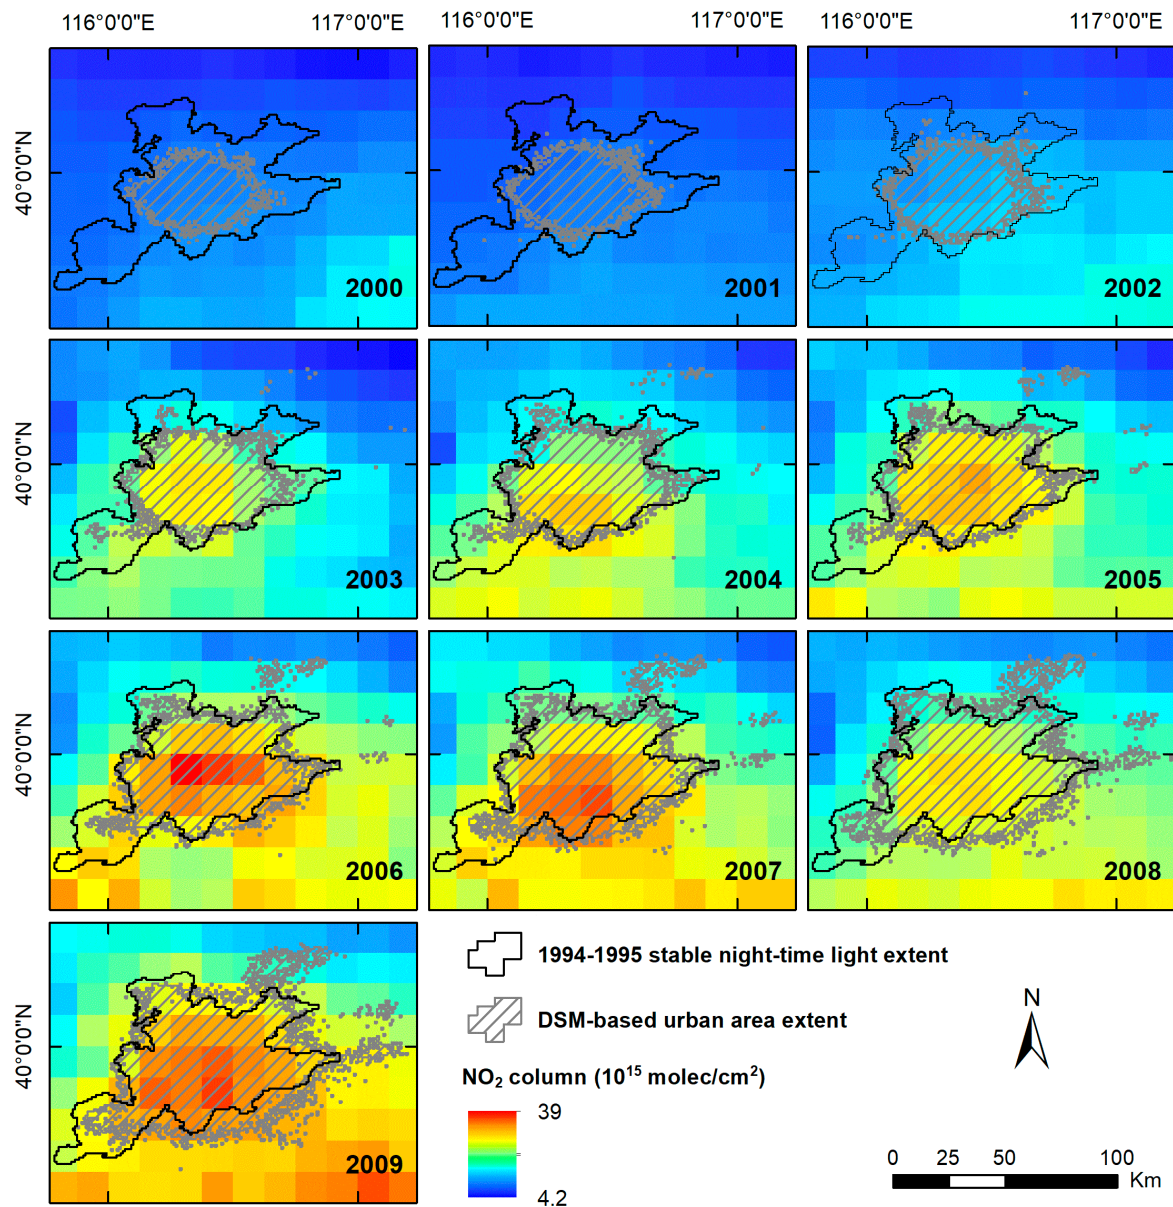 116°0'0"E 117°0'0"E 116°0'0"E 117°0'0"E 116°0'0"E 117°0'0"E
40°0'0"N
2000 2001 2002
40°0'0"N
2003 2004 2005
40°0'0"N
2006 2007 2008
40°0'0"N
2009
1994-1995 stable night-time light extent
DSM-based urban area extent
NO₂ column (10¹⁵ molec/cm²)
39
4.2
N
0 25 50 100
Km